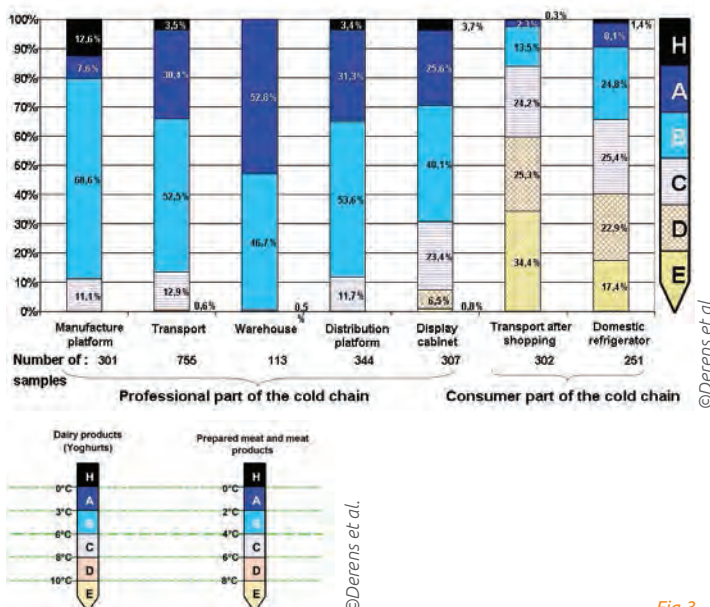 100%
90%
80%
70%
60%
50%
40%
30%
20%
10%
0%
12,6%
7,6%
68,6%
11,1%
3,5%
30,4%
52,5%
12,9%
0,6%
52,8%
46,7%
0,5
%
3,4%
31,3%
53,6%
11,7%
3,7%
25,6%
40,1%
23,4%
6,5%
0,8%
0,3%
2,3%
13,5%
24,2%
25,3%
34,4%
1,4%
8,1%
24,8%
25,4%
22,9%
17,4%
H
A
B
C
D
E
Manufacture platform
Transport
Warehouse
Distribution platform
Display cabinet
Transport after shopping
Domestic refrigerator
Number of : 301 755 113 344 307 302 251
samples
Professional part of the cold chain
Consumer part of the cold chain
©Derens et al.
Dairy products
(Yoghurts)
H
0°C
A
3°C
B
6°C
C
8°C
D
10°C
E
Prepared meat and meat
products
H
0°C
A
2°C
B
4°C
C
6°C
D
8°C
E
©Derens et al.